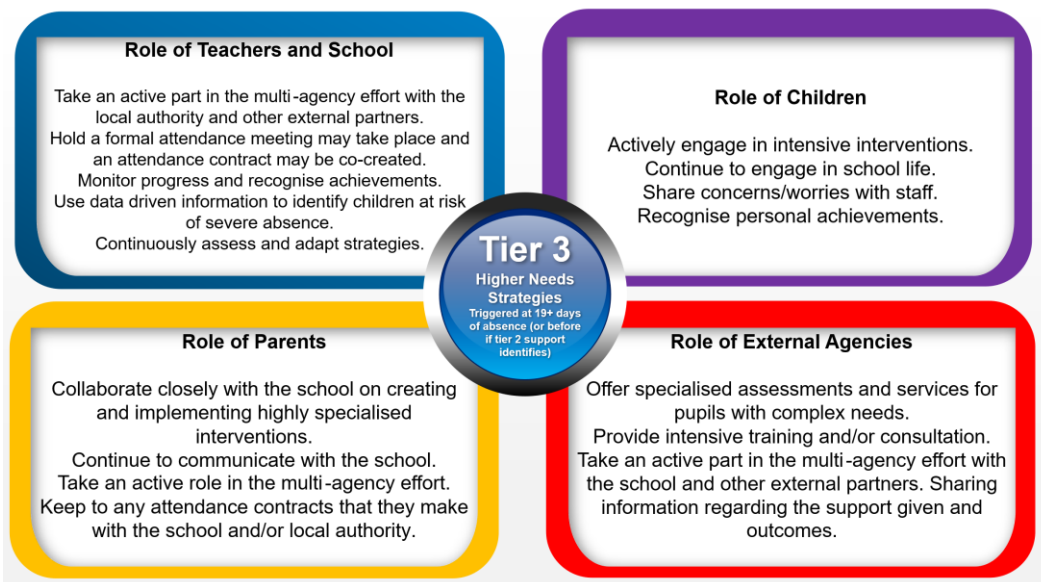 Role of Teachers and School
Take an active part in the multi-agency effort with the
local authority and other external partners.
Hold a formal attendance meeting may take place and
an attendance contract may be co-created.
Monitor progress and recognise achievements.
Use data driven information to identify children at risk
of severe absence.
Continuously assess and adapt strategies.
Role of Children
Actively engage in intensive interventions.
Continue to engage in school life.
Share concerns/worries with staff.
Recognise personal achievements.
Tier 3
Higher Needs
Strategies
Triggered at 19+ days
of absence (or before
if tier 2 support
identifies)
Role of Parents
Collaborate closely with the school on creating
and implementing highly specialised
interventions.
Continue to communicate with the school.
Take an active role in the multi-agency effort.
Keep to any attendance contracts that they make
with the school and/or local authority.
Role of External Agencies
Offer specialised assessments and services for
pupils with complex needs.
Provide intensive training and/or consultation.
Take an active part in the multi-agency effort with
the school and other external partners. Sharing
information regarding the support given and
outcomes.